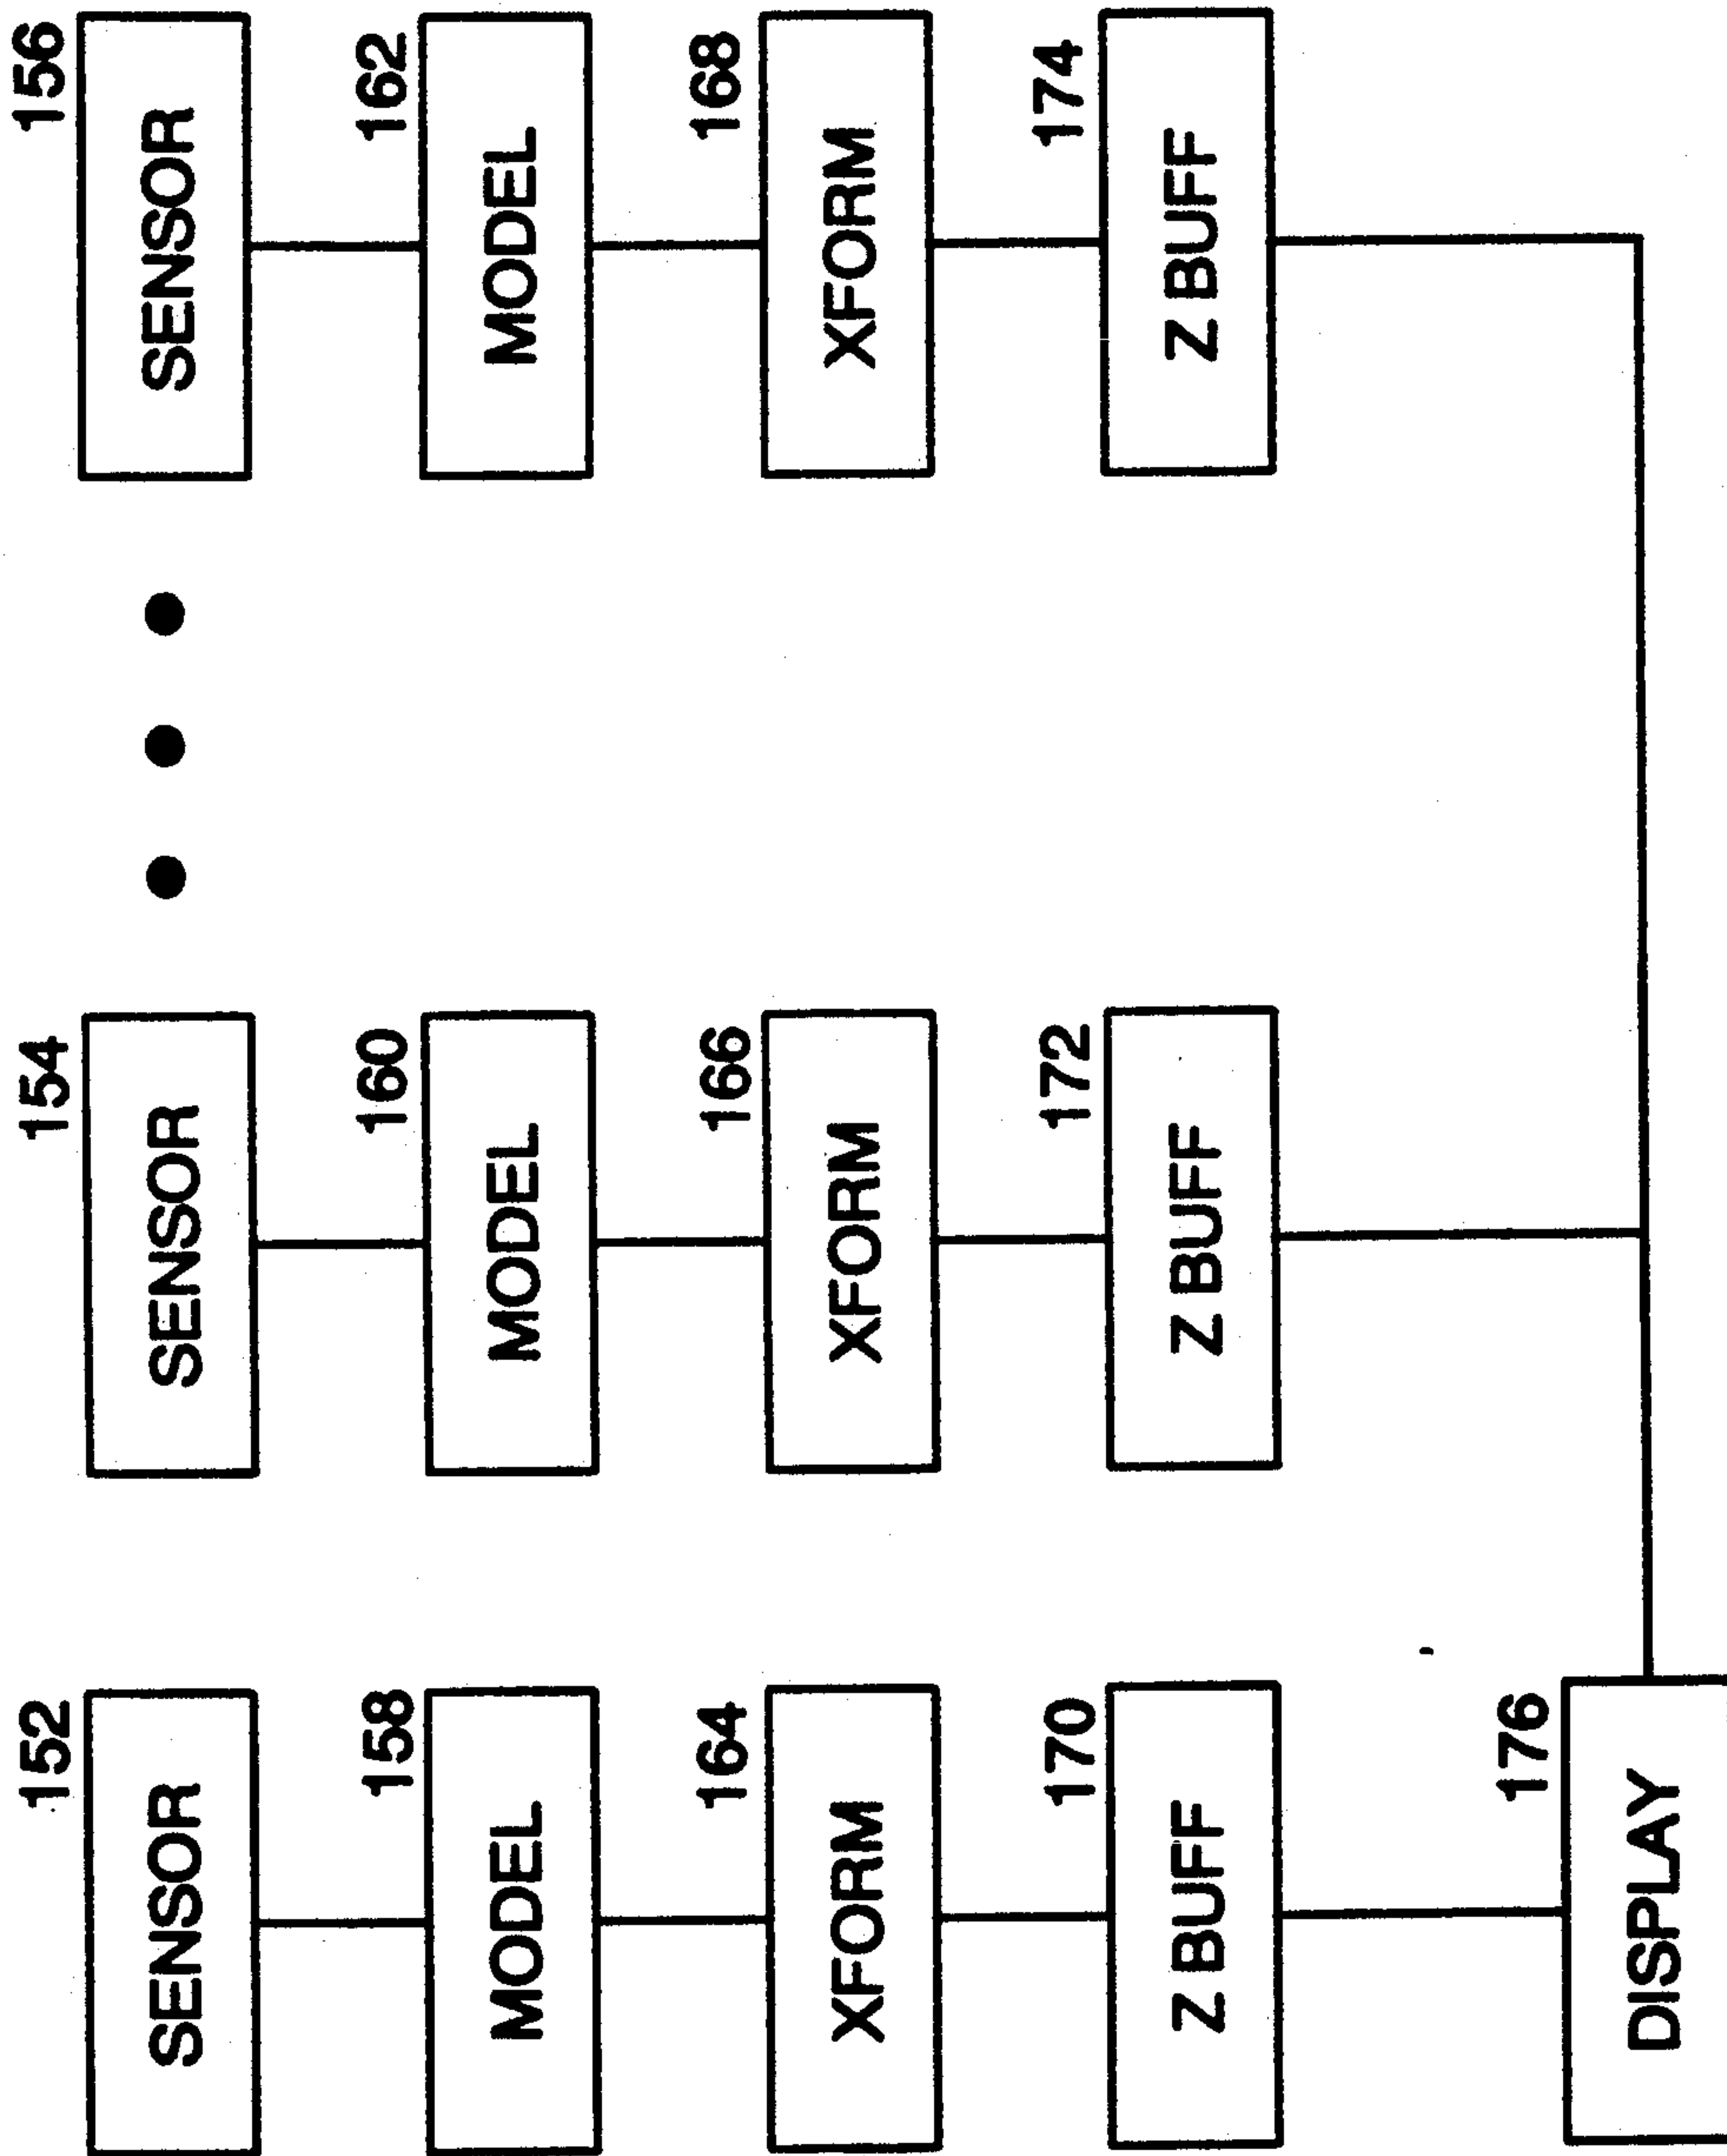 152
SENSOR
154
SENSOR
156
SENSOR
158
MODEL
160
MODEL
162
MODEL
164
XFORM
166
XFORM
168
XFORM
170
Z BUFF
172
Z BUFF
174
Z BUFF
176
DISPLAY